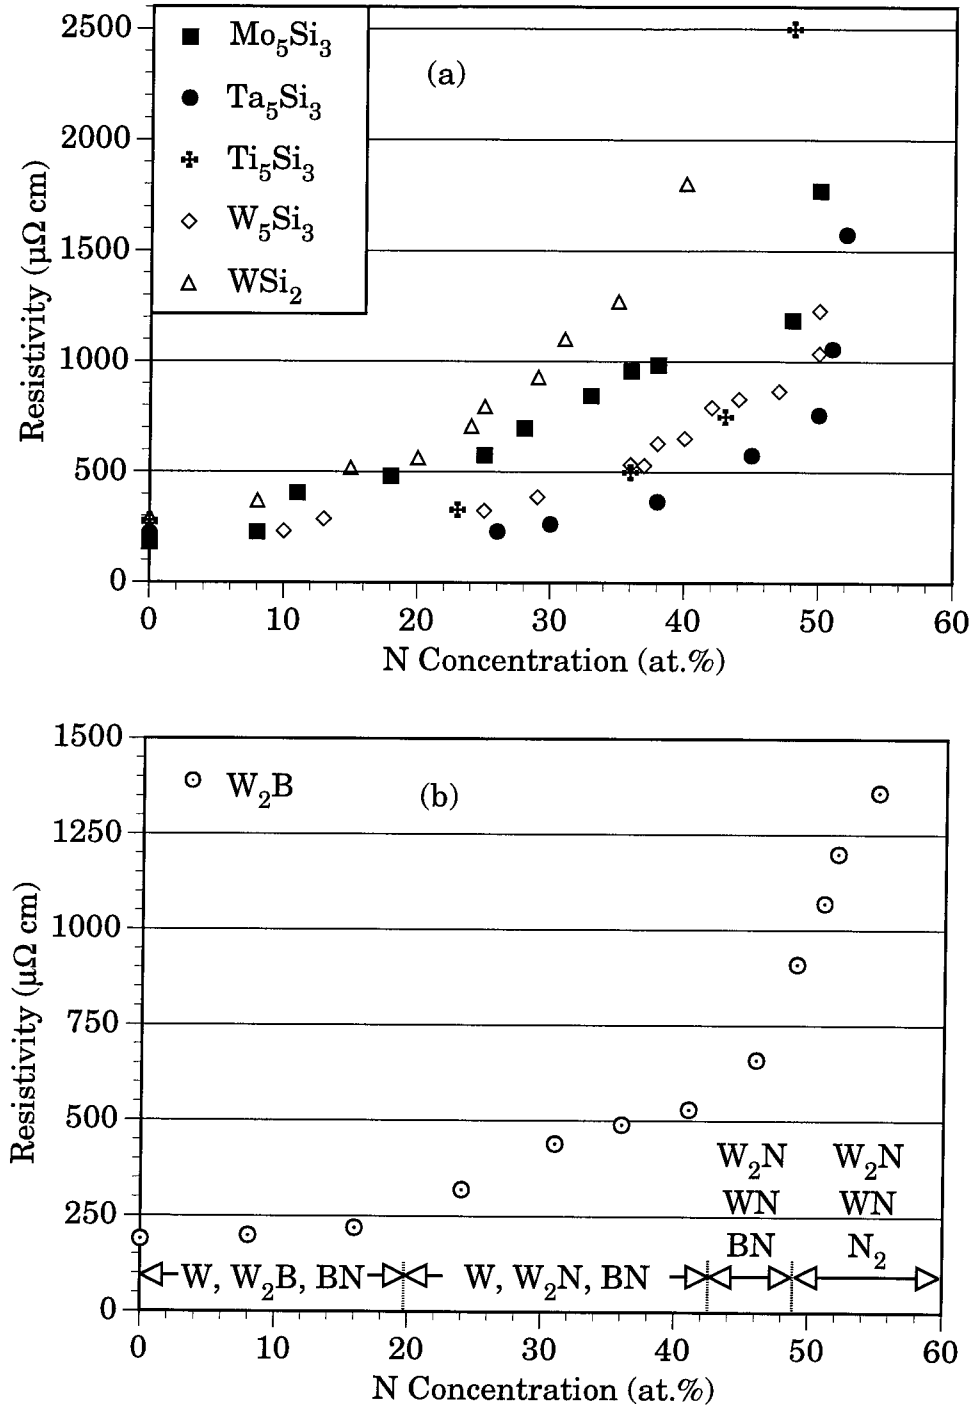 2500
Mo5Si3
(a)
Ta5Si3
2000
Ti5Si3
1500
W5Si3
WSi2
1000
500
0
Resistivity (μΩ cm)
0 10 20 30 40 50 60
N Concentration (at.%)
1500
W2B
(b)
1250
1000
750
500
W2N W2N
WN WN
250
BN N2
W, W2B, BN W, W2N, BN
0
Resistivity (μΩ cm)
0 10 20 30 40 50 60
N Concentration (at.%)